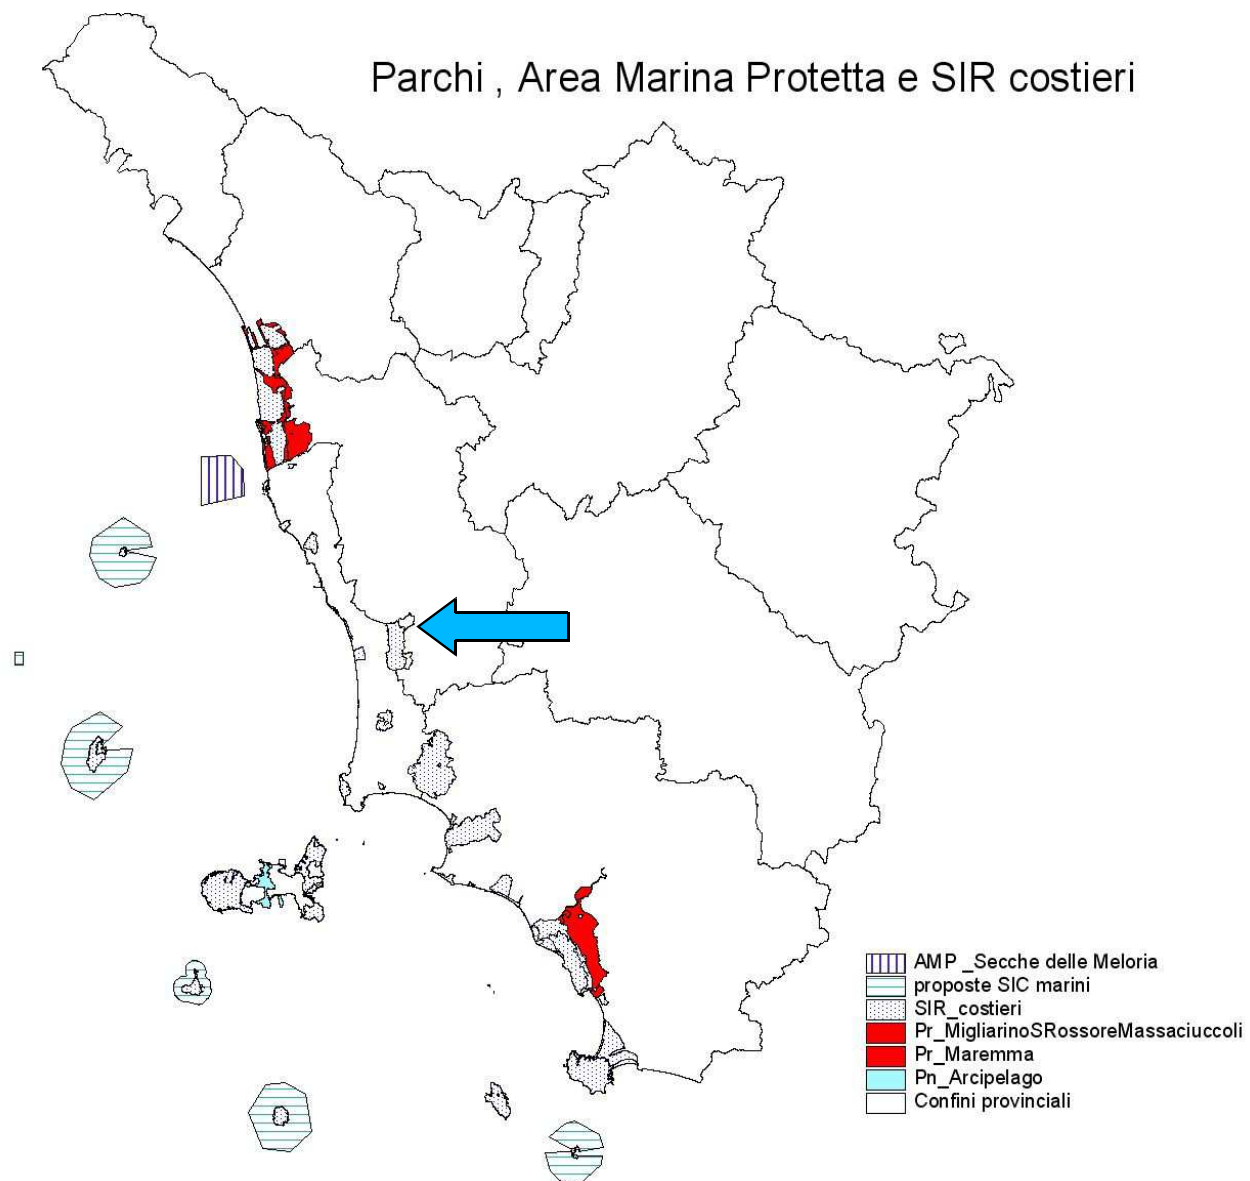 Parchi , Area Marina Protetta e SIR costieri
AMP _Secche delle Meloria
proposte SIC marini
SIR_costieri
Pr_MigliarinoSRossoreMassaciuccoli
Pr_Maremma
Pn_Arcipelago
Confini provinciali